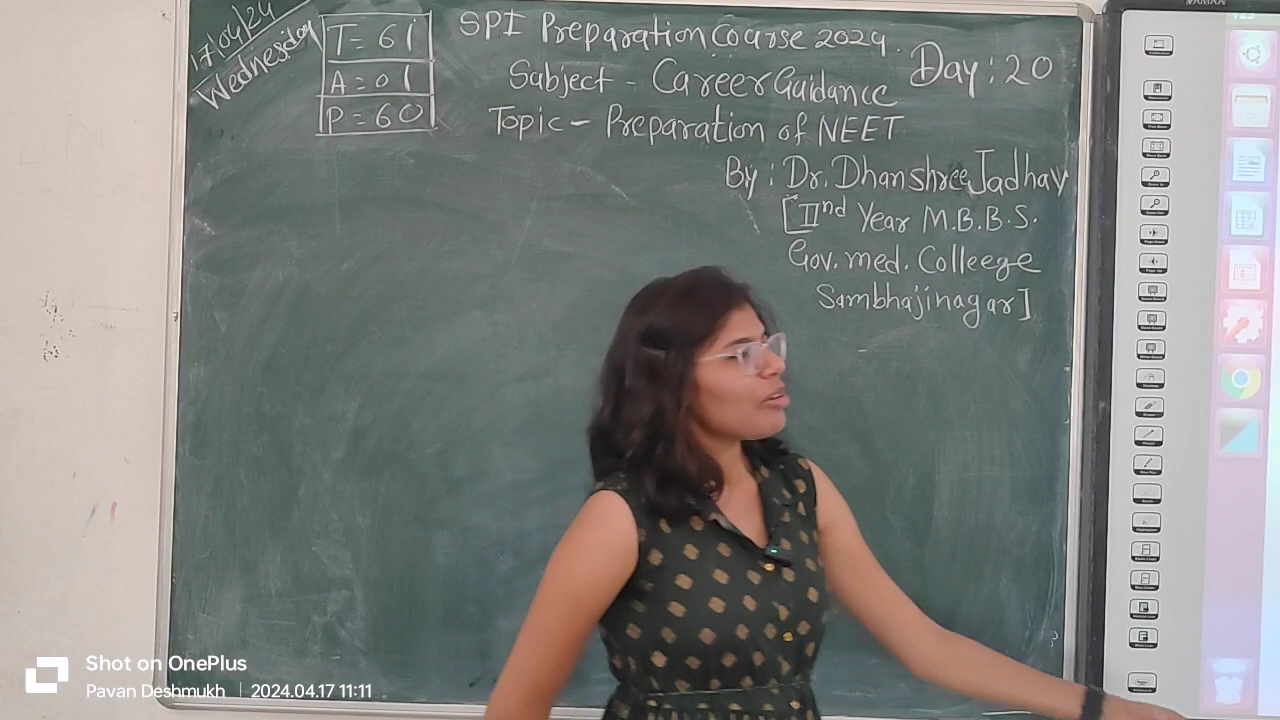 17/04/24
Wednesday
T= 61
A= 01
P= 60
SPI Preparation Course 2024.
Subject - Career Guidance
Day: 20
Topic - Preparation of NEET
By: Dr. Dhanshree Jadhav
[IInd Year M.B.B.S.
Gov. med. Colleege
Sambhajinagar]
Shot on OnePlus
Pavan Deshmukh | 2024.04.17 11:11